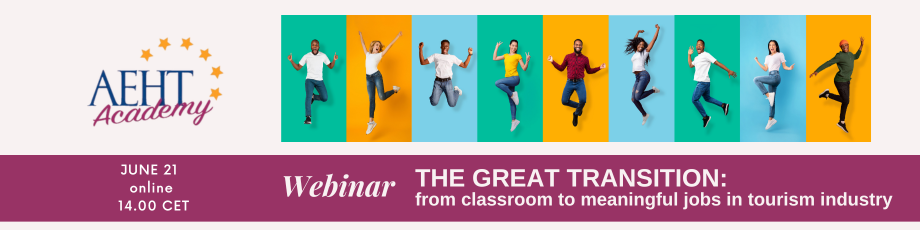 AEHT
Academy
JUNE 21
online
14.00 CET
Webinar
THE GREAT TRANSITION:
from classroom to meaningful jobs in tourism industry